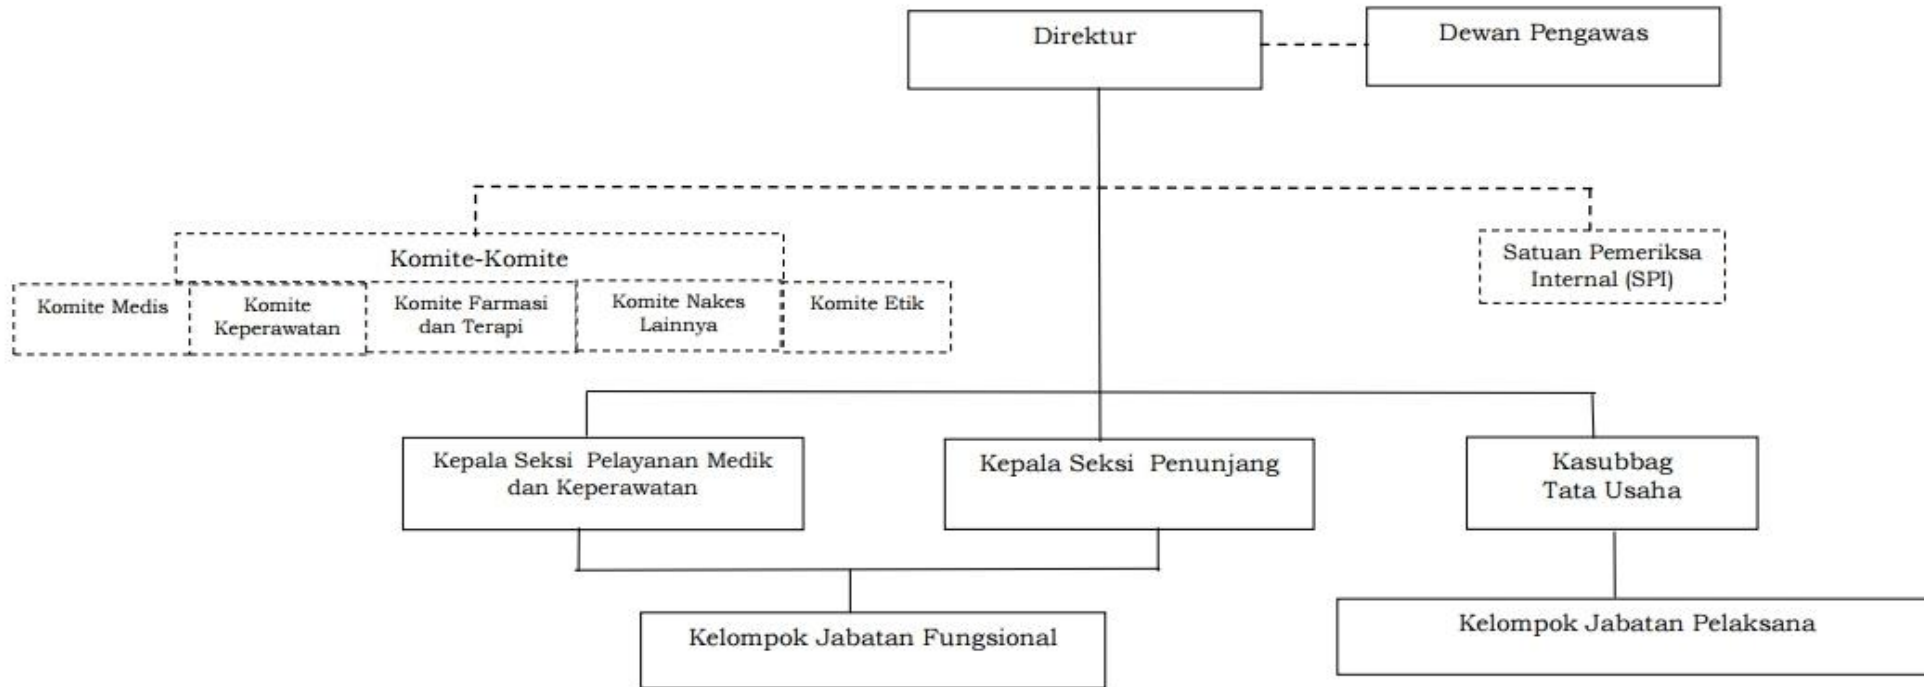 Direktur
Dewan Pengawas
Komite-Komite
Komite Medis
Komite
Keperawatan
Komite Farmasi
dan Terapi
Komite Nakes
Lainnya
Komite Etik
Satuan Pemeriksa
Internal (SPI)
Kepala Seksi Pelayanan Medik
dan Keperawatan
Kepala Seksi Penunjang
Kasubbag
Tata Usaha
Kelompok Jabatan Fungsional
Kelompok Jabatan Pelaksana